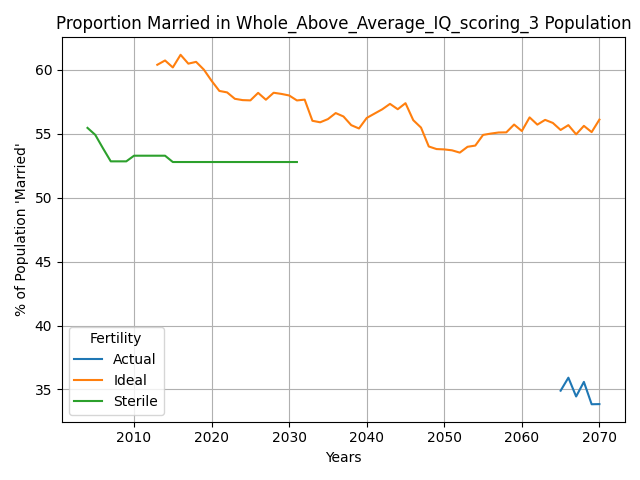 Proportion Married in Whole_Above_Average_IQ_scoring_3 Population
% of Population 'Married'
60
55
50
45
40
35
Fertility
Actual
Ideal
Sterile
2010 2020 2030 2040 2050 2060 2070
Years